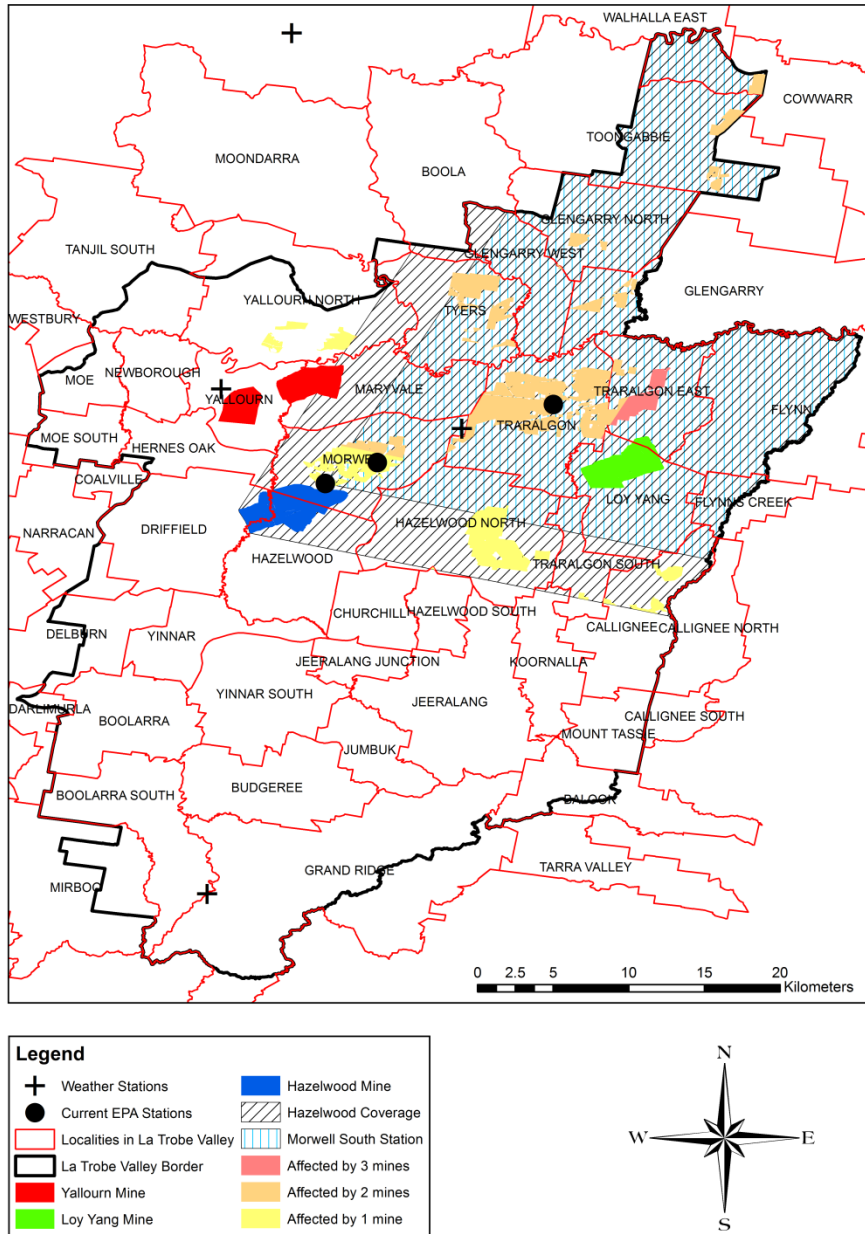 WALHALLA EAST
COWWARR
TOONGABBIE
MOONDARRA
BOOLA
GLENGARRY NORTH
TANJIL SOUTH
GLENGARRY WEST
GLENGARRY
YALLOURN NORTH
TYERS
WESTBURY
MOE
NEWBOROUGH
YALLOURN
MARYVALE
TRARALGON EAST
FLYNN
TRARALGON
MOE SOUTH
HERNES OAK
MORWE
COALVILLE
LOY YANG
FLYNNS CREEK
NARRACAN
DRIFFIELD
HAZELWOOD NORTH
HAZELWOOD
TRARALGON SOUTH
CHURCHILL
HAZELWOOD SOUTH
CALLIGNEE
CALLIGNEE NORTH
DELBURN
YINNAR
JEERALANG JUNCTION
KOORNALLA
YINNAR SOUTH
JEERALANG
DARLIMURLA
BOOLARRA
CALLIGNEE SOUTH
MOUNT TASSIE
JUMBUK
BUDGEREE
BOOLARRA SOUTH
BALOOK
GRAND RIDGE
TARRA VALLEY
MIRBOO
0 2.5 5 10 15 20
Kilometers
Legend
Weather Stations
Current EPA Stations
Localities in La Trobe Valley
La Trobe Valley Border
Yallourn Mine
Loy Yang Mine
Hazelwood Mine
Hazelwood Coverage
Morwell South Station
Affected by 3 mines
Affected by 2 mines
Affected by 1 mine
N
W E
S